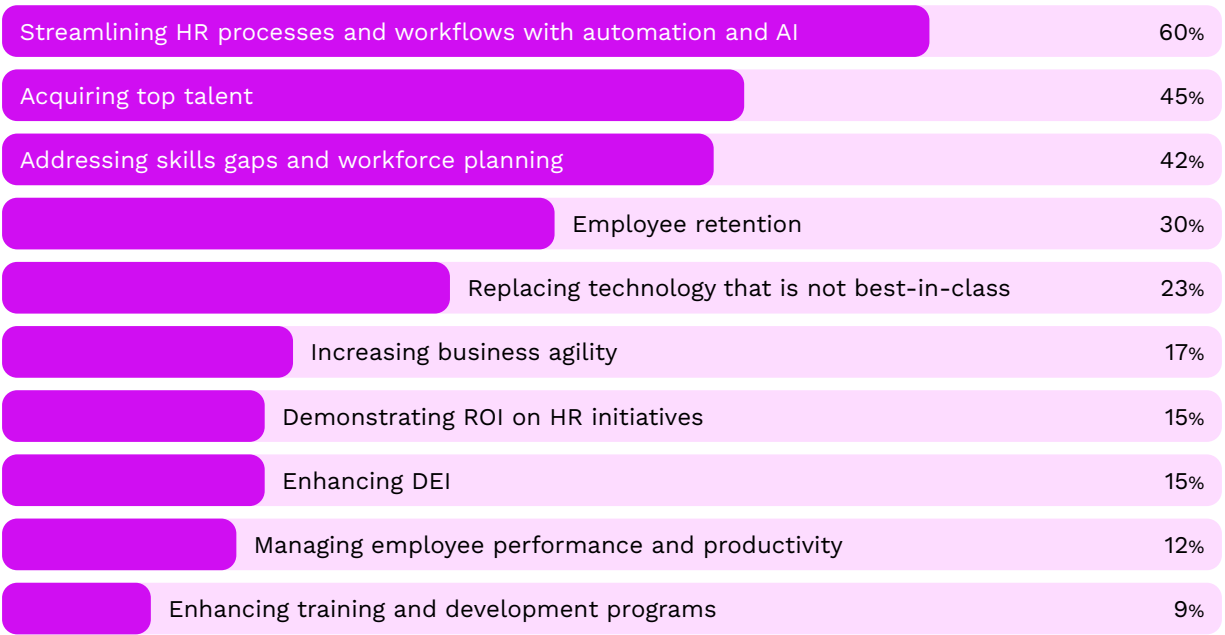 Streamlining HR processes and workflows with automation and AI 60%
Acquiring top talent 45%
Addressing skills gaps and workforce planning 42%
Employee retention 30%
Replacing technology that is not best-in-class 23%
Increasing business agility 17%
Demonstrating ROI on HR initiatives 15%
Enhancing DEI 15%
Managing employee performance and productivity 12%
Enhancing training and development programs 9%